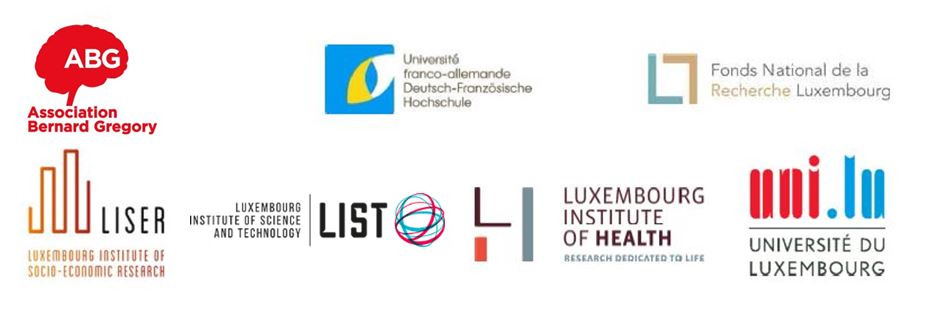 ABG
Association
Bernard Gregory
Université
franco-allemande
Deutsch-Französische
Hochschule
Fonds National de la
Recherche Luxembourg
LISER
LUXEMBOURG INSTITUTE OF
SOCIO-ECONOMIC RESEARCH
LUXEMBOURG
INSTITUTE OF SCIENCE
AND TECHNOLOGY
LIST
LUXEMBOURG
INSTITUTE
OF HEALTH
RESEARCH DEDICATED TO LIFE
uni.lu
UNIVERSITÉ DU
LUXEMBOURG